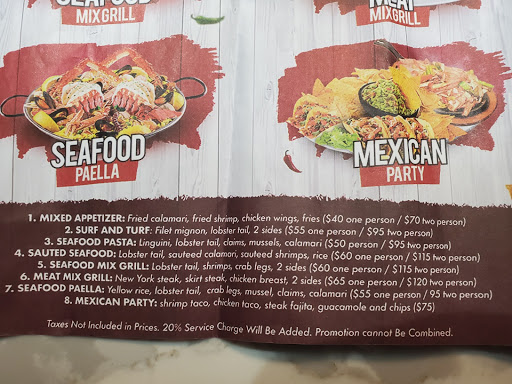 SEAFOOD
MIXGRILL
MEAT
MIXGRILL
SEAFOOD
PAELLA
MEXICAN
PARTY
1. MIXED APPETIZER: Fried calamari, fried shrimp, chicken wings, fries ($40 one person / $70 two person)
2. SURF AND TURF: Filet mignon, lobster tail, 2 sides ($55 one person / $95 two person)
3. SEAFOOD PASTA: Linguini, lobster tail, claims, mussels, calamari ($50 person / $95 two person)
4. SAUTED SEAFOOD: Lobster tail, sauteed calamari, sauteed shrimps, rice ($60 one person / $115 two person)
5. SEAFOOD MIX GRILL: Lobster tail, shrimps, crab legs, 2 sides ($60 one person / $115 two person)
6. MEAT MIX GRILL: New York steak, skirt steak, chicken breast, 2 sides ($65 one person / $120 two person)
7. SEAFOOD PAELLA: Yellow rice, lobster tail, crab legs, mussel, claims, calamari ($55 one person / 95 two person)
8. MEXICAN PARTY: shrimp taco, chicken taco, steak fajita, guacamole and chips ($75)
Taxes Not Included in Prices. 20% Service Charge Will Be Added. Promotion cannot Be Combined.